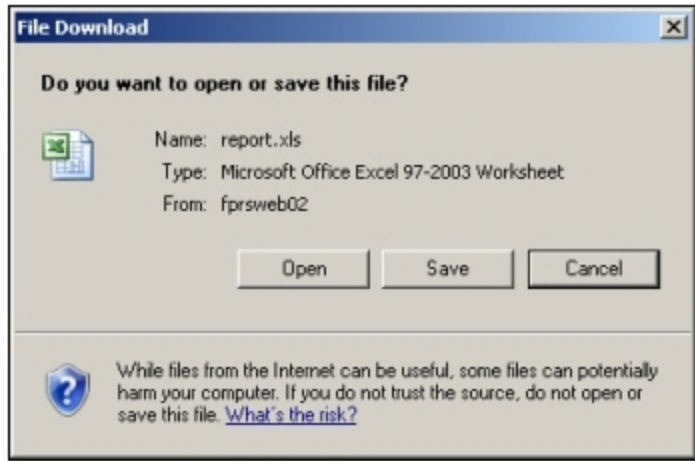 File Download
Do you want to open or save this file?
Name: report.xls
Type: Microsoft Office Excel 97-2003 Worksheet
From: fprsweb02
Open Save Cancel
While files from the Internet can be useful, some files can potentially
harm your computer. If you do not trust the source, do not open or
save this file. What's the risk?